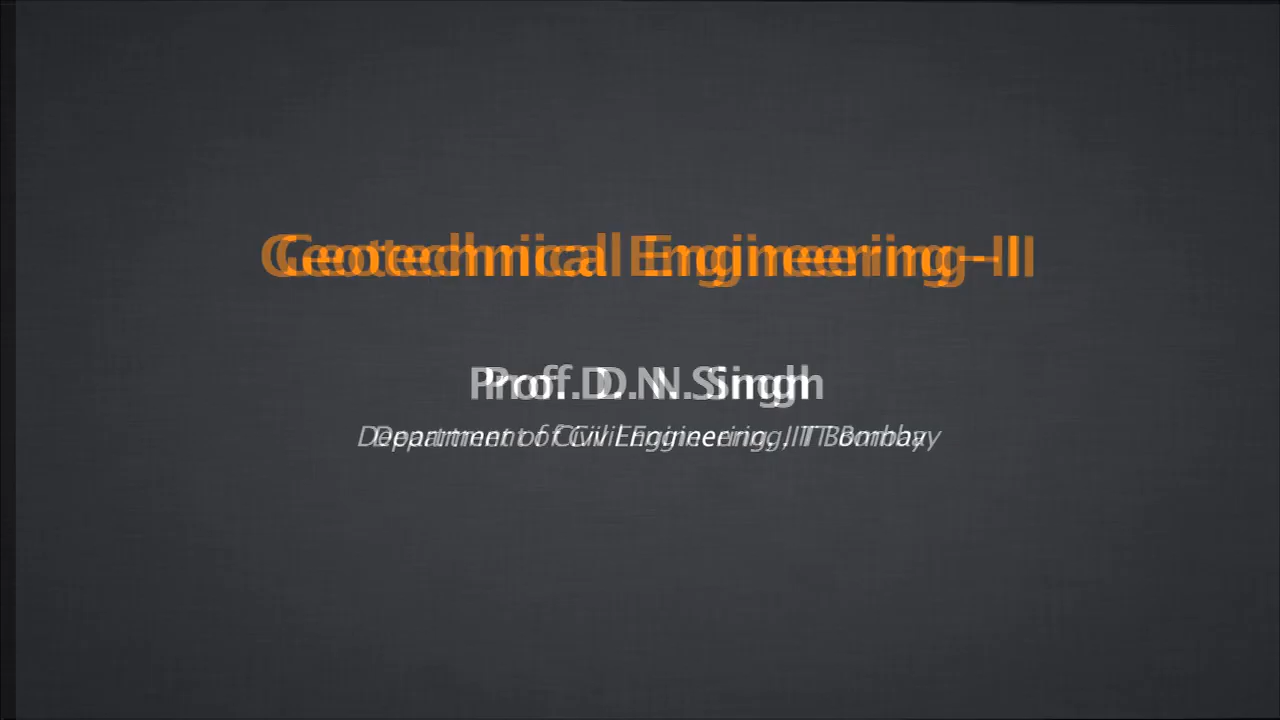 Geotechnical Engineering-II
Prof. D. N. Singh
Department of Civil Engineering, IIT Bombay